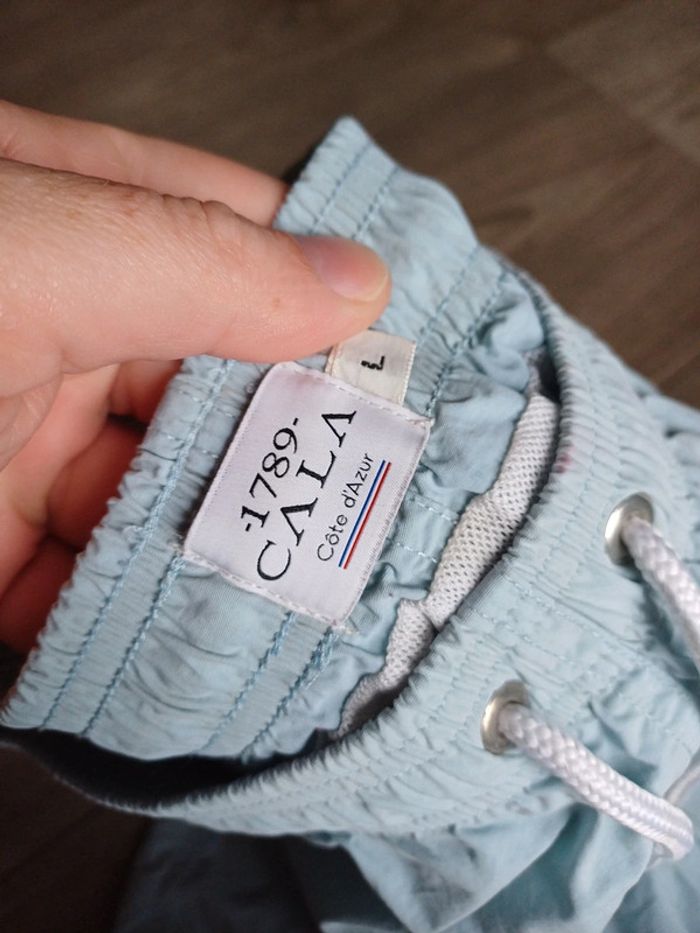 L
-1789-
CALA
Côte d'Azur